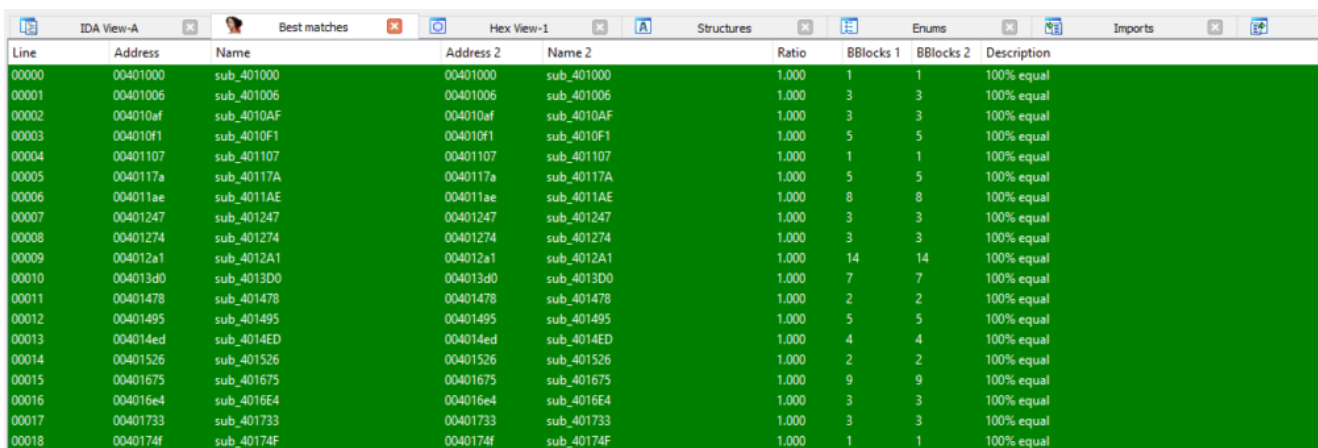 IDA View-A Best matches Hex View-1 Structures Enums Imports
Line Address Name Address 2 Name 2 Ratio BBlocks 1 BBlocks 2 Description
00000 00401000 sub_401000 00401000 sub_401000 1.000 1 1 100% equal
00001 00401006 sub_401006 00401006 sub_401006 1.000 3 3 100% equal
00002 004010af sub_4010AF 004010af sub_4010AF 1.000 3 3 100% equal
00003 004010f1 sub_4010F1 004010f1 sub_4010F1 1.000 5 5 100% equal
00004 00401107 sub_401107 00401107 sub_401107 1.000 1 1 100% equal
00005 0040117a sub_40117A 0040117a sub_40117A 1.000 5 5 100% equal
00006 004011ae sub_4011AE 004011ae sub_4011AE 1.000 8 8 100% equal
00007 00401247 sub_401247 00401247 sub_401247 1.000 3 3 100% equal
00008 00401274 sub_401274 00401274 sub_401274 1.000 3 3 100% equal
00009 004012a1 sub_4012A1 004012a1 sub_4012A1 1.000 14 14 100% equal
00010 004013d0 sub_4013D0 004013d0 sub_4013D0 1.000 7 7 100% equal
00011 00401478 sub_401478 00401478 sub_401478 1.000 2 2 100% equal
00012 00401495 sub_401495 00401495 sub_401495 1.000 5 5 100% equal
00013 004014ed sub_4014ED 004014ed sub_4014ED 1.000 4 4 100% equal
00014 00401526 sub_401526 00401526 sub_401526 1.000 2 2 100% equal
00015 00401675 sub_401675 00401675 sub_401675 1.000 9 9 100% equal
00016 004016e4 sub_4016E4 004016e4 sub_4016E4 1.000 3 3 100% equal
00017 00401733 sub_401733 00401733 sub_401733 1.000 3 3 100% equal
00018 0040174f sub_40174F 0040174f sub_40174F 1.000 1 1 100% equal